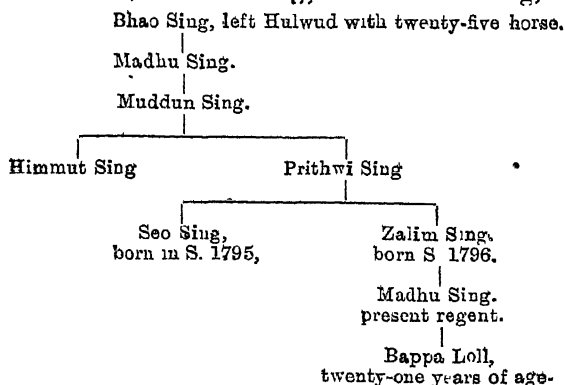 Bhao Sing, left Hulwud with twenty-five horse.
Madhu Sing.
Muddun Sing.
Himmut Sing
Prithwi Sing
Seo Sing,
born in S. 1795,
Zalim Sing,
born S 1796.
Madhu Sing.
present regent.
Bappa Loll,
twenty-one years of age-